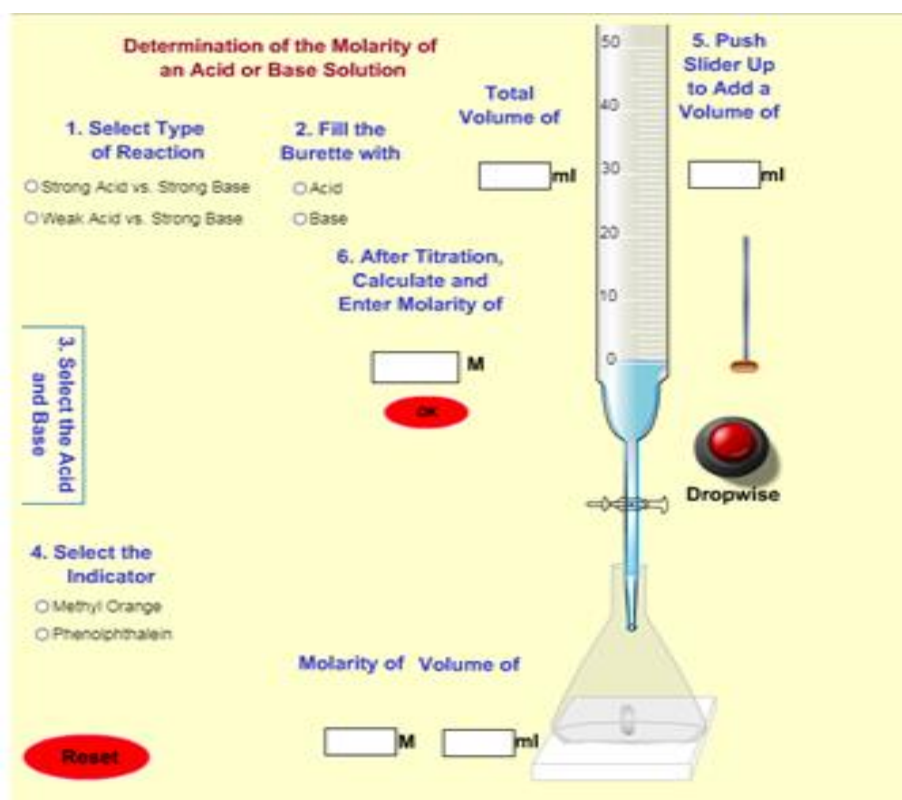 Determination of the Molarity of
an Acid or Base Solution
1. Select Type
of Reaction
Strong Acid vs. Strong Base
Weak Acid vs. Strong Base
2. Fill the
Burette with
Acid
Base
Total
Volume of
ml
50
40
30
20
10
0
5. Push
Slider Up
to Add a
Volume of
ml
6. After Titration,
Calculate and
Enter Molarity of
M
OK
3. Select the Acid
and Base
Dropwise
4. Select the
Indicator
Methyl Orange
Phenolphthalein
Molarity of
M
Volume of
ml
Reset